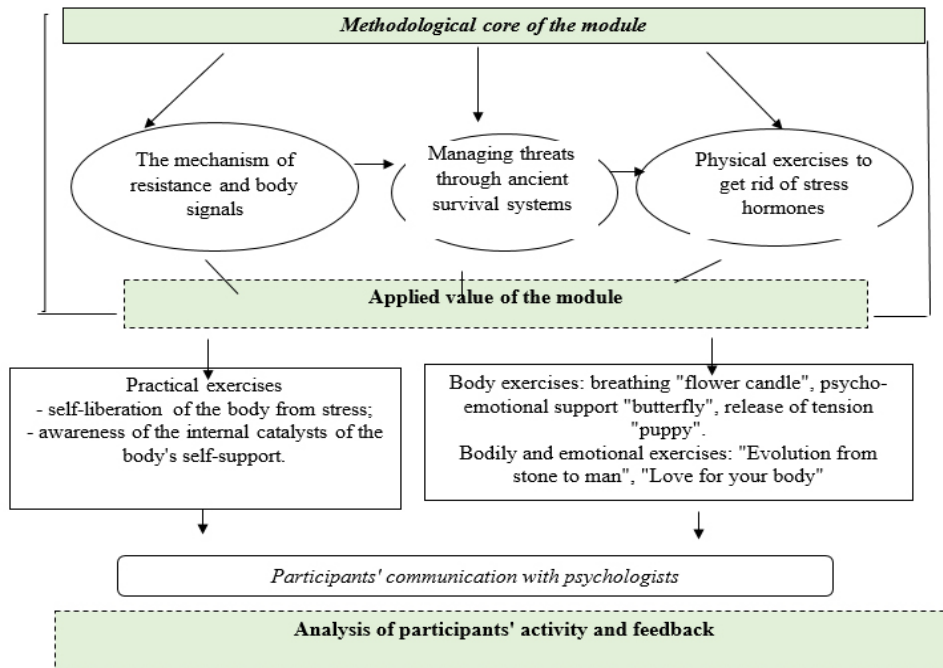 Methodological core of the module
The mechanism of
resistance and body
signals
Managing threats
through ancient
survival systems
Physical exercises to
get rid of stress
hormones
Applied value of the module
Practical exercises
- self-liberation of the body from stress;
- awareness of the internal catalysts of the
body's self-support.
Body exercises: breathing "flower candle", psycho-
emotional support "butterfly", release of tension
"puppy".
Bodily and emotional exercises: "Evolution from
stone to man", "Love for your body"
Participants' communication with psychologists
Analysis of participants' activity and feedback